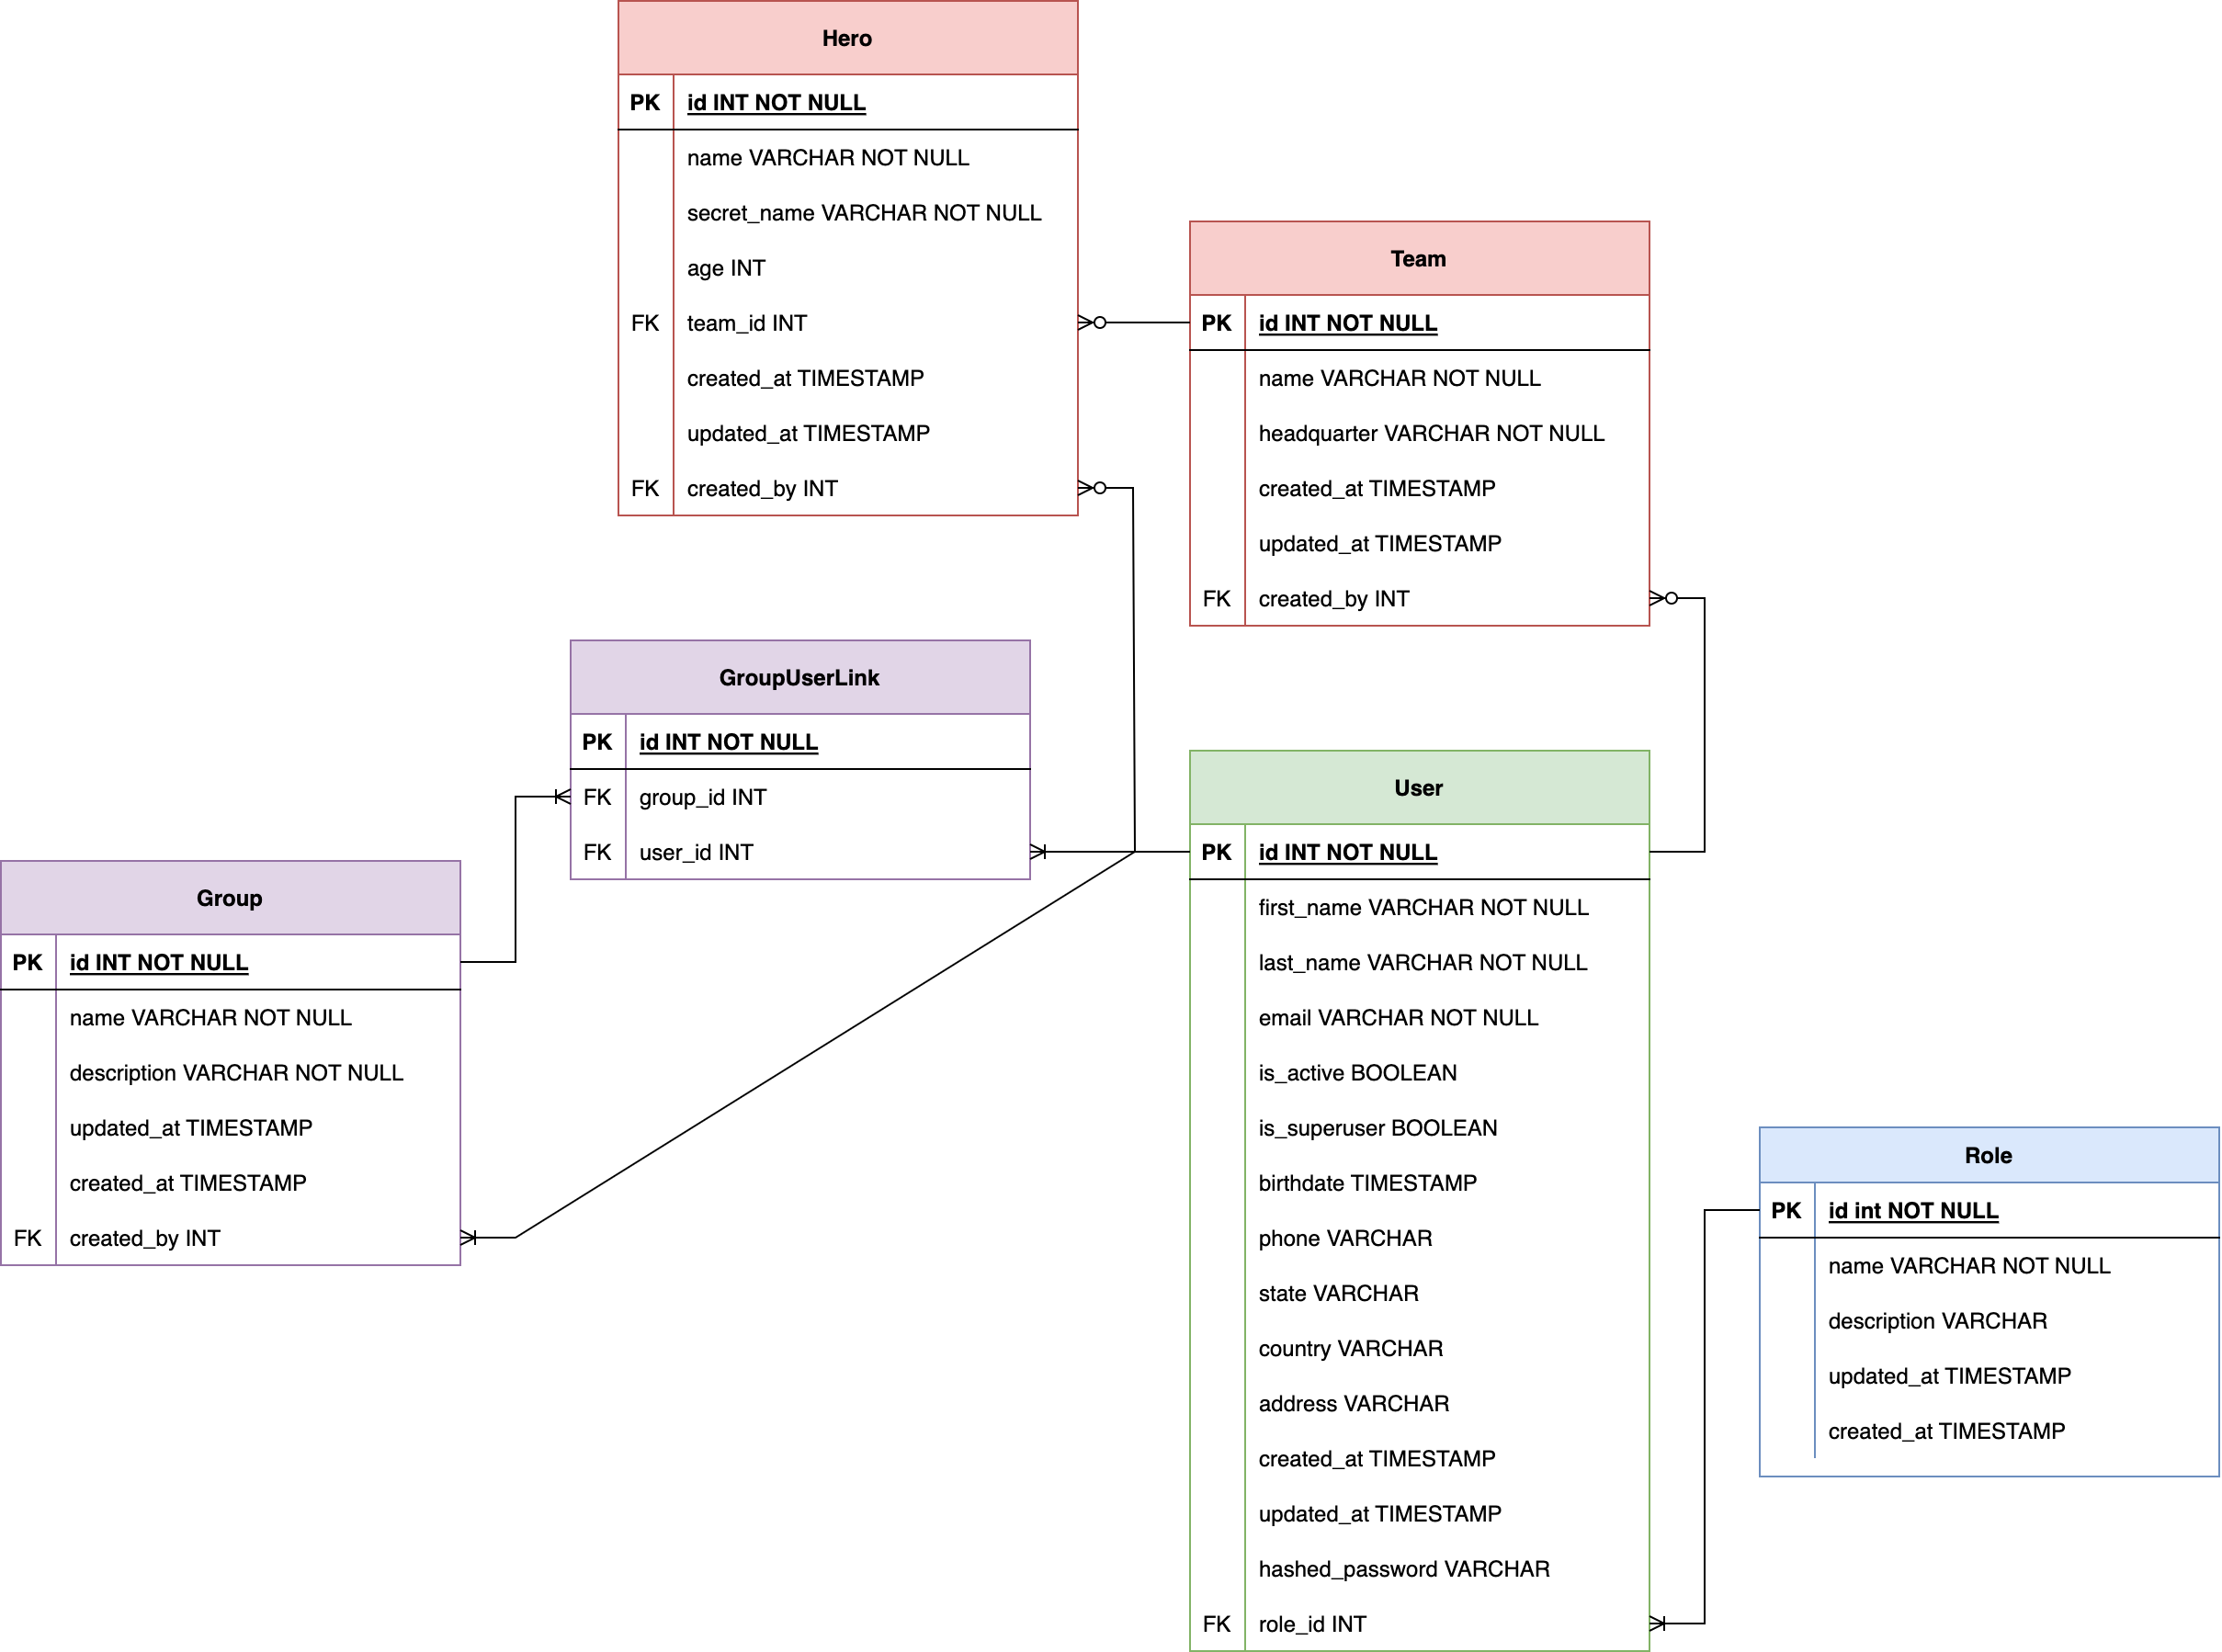 Hero
PK id INT NOT NULL
name VARCHAR NOT NULL
secret_name VARCHAR NOT NULL
age INT
FK team_id INT
created_at TIMESTAMP
updated_at TIMESTAMP
FK created_by INT
Team
PK id INT NOT NULL
name VARCHAR NOT NULL
headquarter VARCHAR NOT NULL
created_at TIMESTAMP
updated_at TIMESTAMP
FK created_by INT
GroupUserLink
PK id INT NOT NULL
FK group_id INT
FK user_id INT
User
PK id INT NOT NULL
first_name VARCHAR NOT NULL
last_name VARCHAR NOT NULL
email VARCHAR NOT NULL
is_active BOOLEAN
is_superuser BOOLEAN
birthdate TIMESTAMP
phone VARCHAR
state VARCHAR
country VARCHAR
address VARCHAR
created_at TIMESTAMP
updated_at TIMESTAMP
hashed_password VARCHAR
FK role_id INT
Group
PK id INT NOT NULL
name VARCHAR NOT NULL
description VARCHAR NOT NULL
updated_at TIMESTAMP
created_at TIMESTAMP
FK created_by INT
Role
PK id int NOT NULL
name VARCHAR NOT NULL
description VARCHAR
updated_at TIMESTAMP
created_at TIMESTAMP